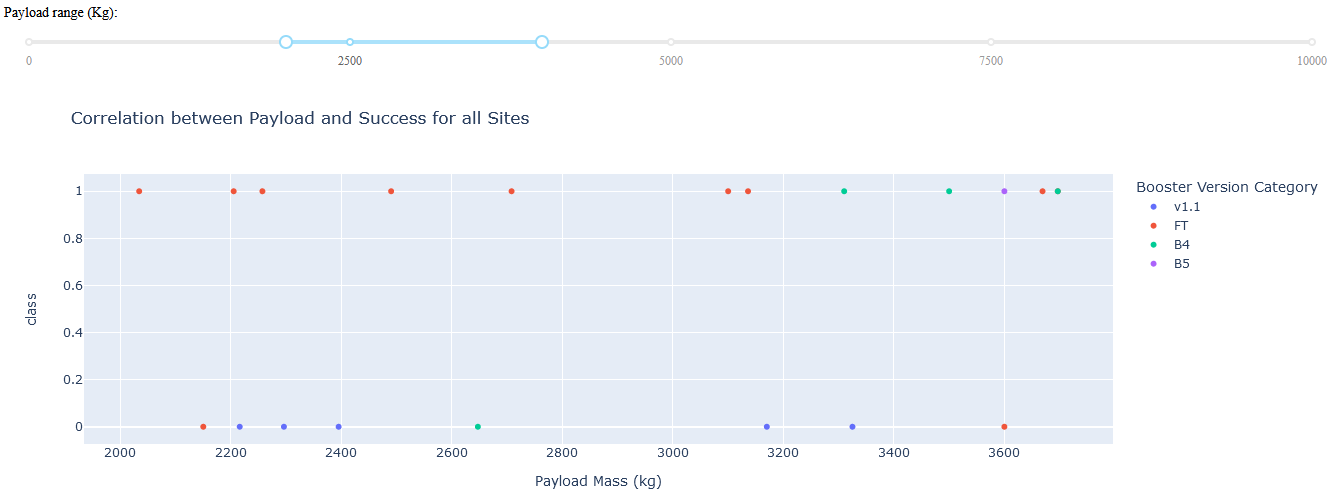 Payload range (Kg):
0 2500 5000 7500 10000
Correlation between Payload and Success for all Sites
Booster Version Category
v1.1
FT
B4
B5
class
1
0.8
0.6
0.4
0.2
0
2000 2200 2400 2600 2800 3000 3200 3400 3600
Payload Mass (kg)